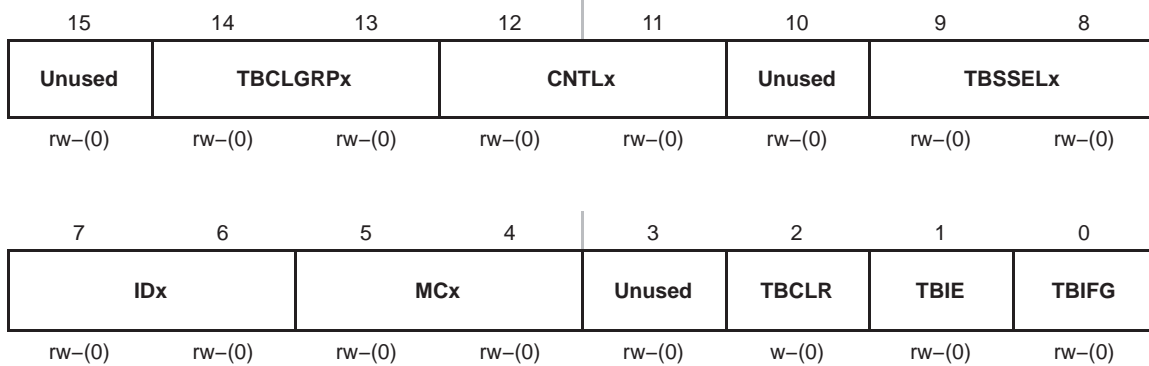 15 14 13 12 11 10 9 8
Unused TBCLGRPx CNTLx Unused TBSSELx
rw−(0) rw−(0) rw−(0) rw−(0) rw−(0) rw−(0) rw−(0) rw−(0)
7 6 5 4 3 2 1 0
IDx MCx Unused TBCLR TBIE TBIFG
rw−(0) rw−(0) rw−(0) rw−(0) rw−(0) w−(0) rw−(0) rw−(0)